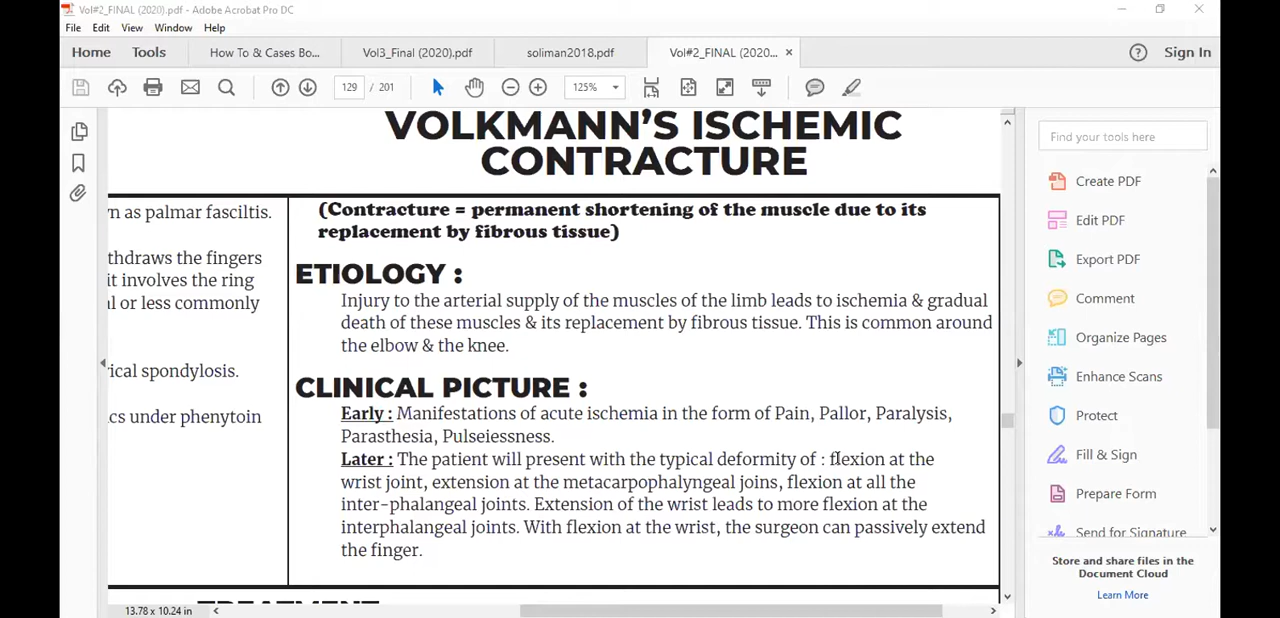 Vol#2_FINAL (2020).pdf - Adobe Acrobat Pro DC
File Edit View Window Help
Home Tools How To & Cases Bo... Vol3_Final (2020).pdf soliman2018.pdf Vol#2_FINAL (2020... × ? Sign In
129 / 201 125%
VOLKMANN'S ISCHEMIC
CONTRACTURE
n as palmar fasciltis.
thdraws the fingers
it involves the ring
al or less commonly
ical spondylosis.
cs under phenytoin
(Contracture = permanent shortening of the muscle due to its
replacement by fibrous tissue)
ETIOLOGY :
Injury to the arterial supply of the muscles of the limb leads to ischemia & gradual
death of these muscles & its replacement by fibrous tissue. This is common around
the elbow & the knee.
CLINICAL PICTURE :
Early : Manifestations of acute ischemia in the form of Pain, Pallor, Paralysis,
Parasthesia, Pulseiessness.
Later : The patient will present with the typical deformity of : flexion at the
wrist joint, extension at the metacarpophalyngeal joins, flexion at all the
inter-phalangeal joints. Extension of the wrist leads to more flexion at the
interphalangeal joints. With flexion at the wrist, the surgeon can passively extend
the finger.
13.78 x 10.24 in
Find your tools here
Create PDF
Edit PDF
Export PDF
Comment
Organize Pages
Enhance Scans
Protect
Fill & Sign
Prepare Form
Send for Signature
Store and share files in the
Document Cloud
Learn More